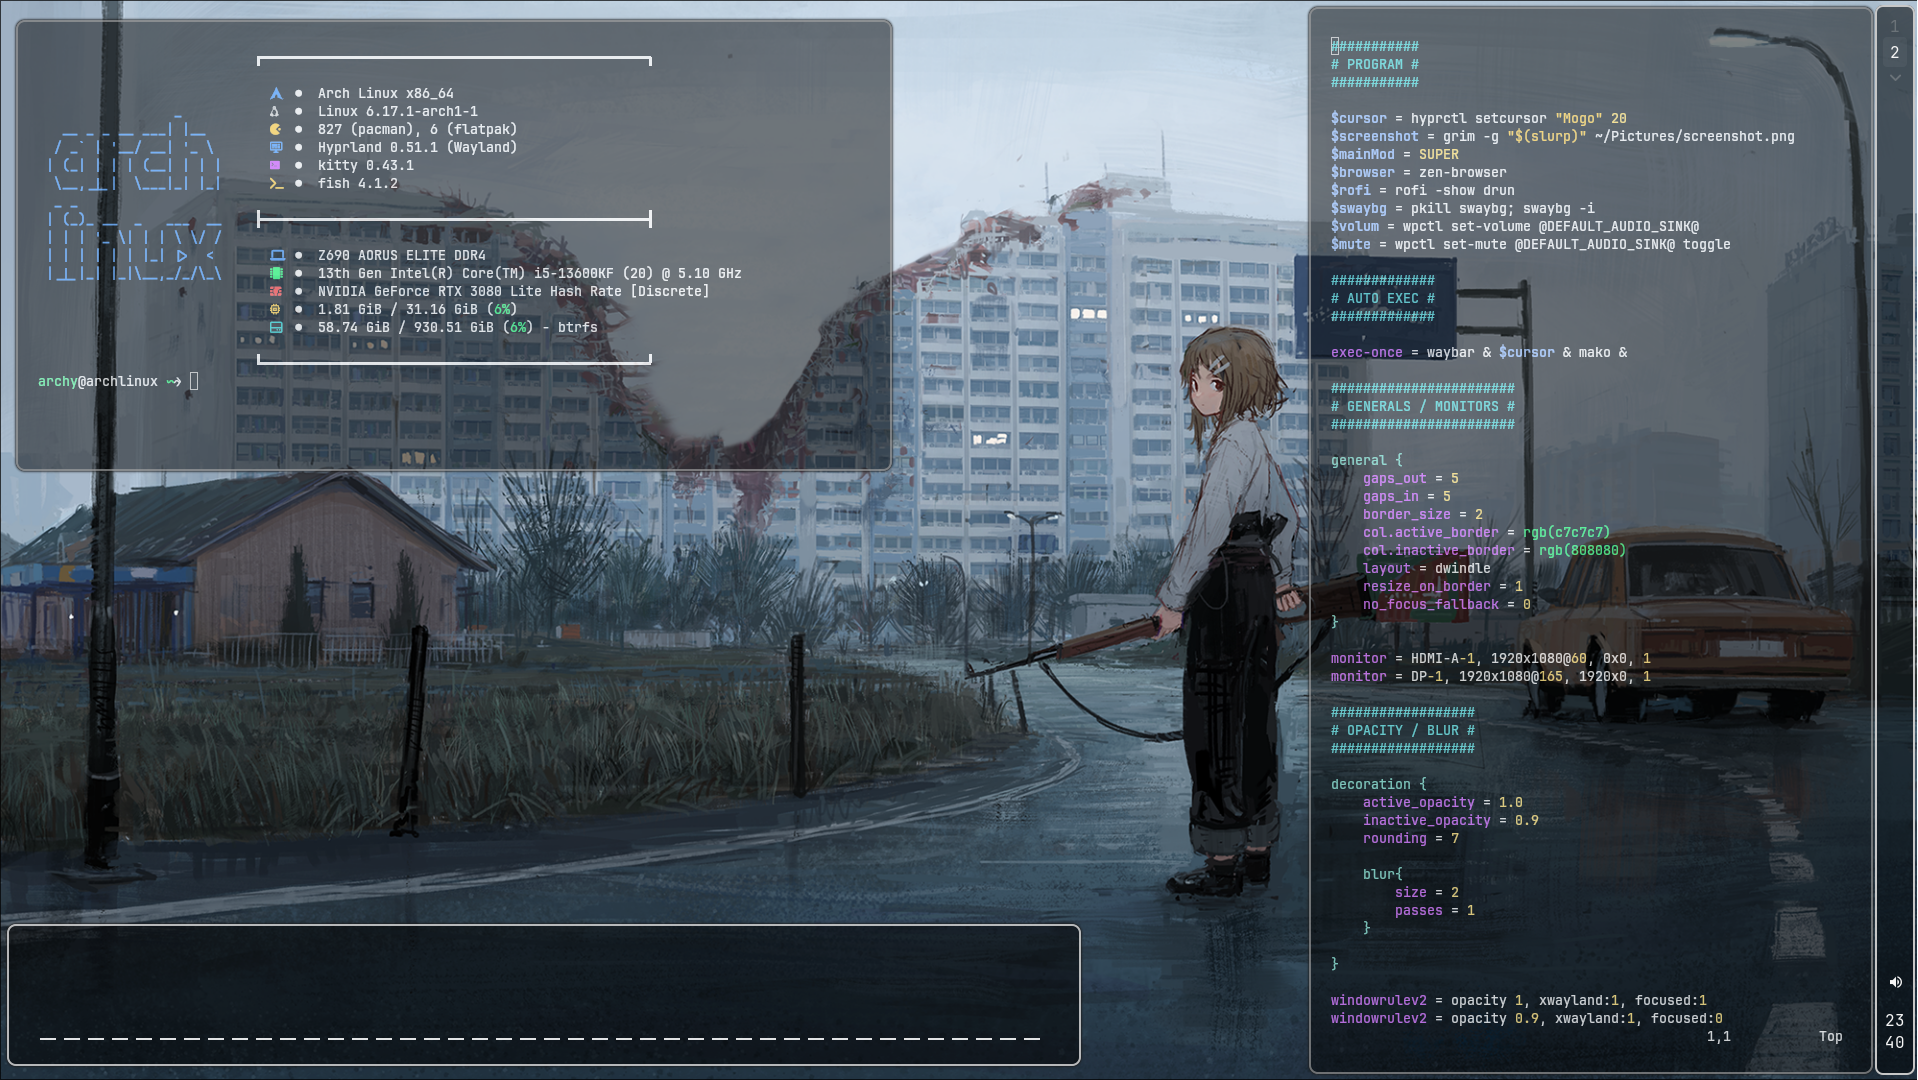 arch
linux
Arch Linux x86_64
Linux 6.17.1-arch1-1
827 (pacman), 6 (flatpak)
Hyprland 0.51.1 (Wayland)
kitty 0.43.1
fish 4.1.2
Z690 AORUS ELITE DDR4
13th Gen Intel(R) Core(TM) i5-13600KF (20) @ 5.10 GHz
NVIDIA GeForce RTX 3080 Lite Hash Rate [Discrete]
1.81 GiB / 31.16 GiB (6%)
58.74 GiB / 930.51 GiB (6%) - btrfs
archy@archlinux ~>
###########
# PROGRAM #
###########
$cursor = hyprctl setcursor "Mogo" 20
$screenshot = grim -g "$(slurp)" ~/Pictures/screenshot.png
$mainMod = SUPER
$browser = zen-browser
$rofi = rofi -show drun
$swaybg = pkill swaybg; swaybg -i
$volum = wpctl set-volume @DEFAULT_AUDIO_SINK@
$mute = wpctl set-mute @DEFAULT_AUDIO_SINK@ toggle
#############
# AUTO EXEC #
#############
exec-once = waybar & $cursor & mako &
#######################
# GENERALS / MONITORS #
#######################
general {
    gaps_out = 5
    gaps_in = 5
    border_size = 2
    col.active_border = rgb(c7c7c7)
    col.inactive_border = rgb(808080)
    layout = dwindle
    resize_on_border = 1
    no_focus_fallback = 0
}
monitor = HDMI-A-1, 1920x1080@60, 0x0, 1
monitor = DP-1, 1920x1080@165, 1920x0, 1
##################
# OPACITY / BLUR #
##################
decoration {
    active_opacity = 1.0
    inactive_opacity = 0.9
    rounding = 7
    blur{
        size = 2
        passes = 1
    }
}
windowrulev2 = opacity 1, xwayland:1, focused:1
windowrulev2 = opacity 0.9, xwayland:1, focused:0
1,1 Top
1
2
23
40